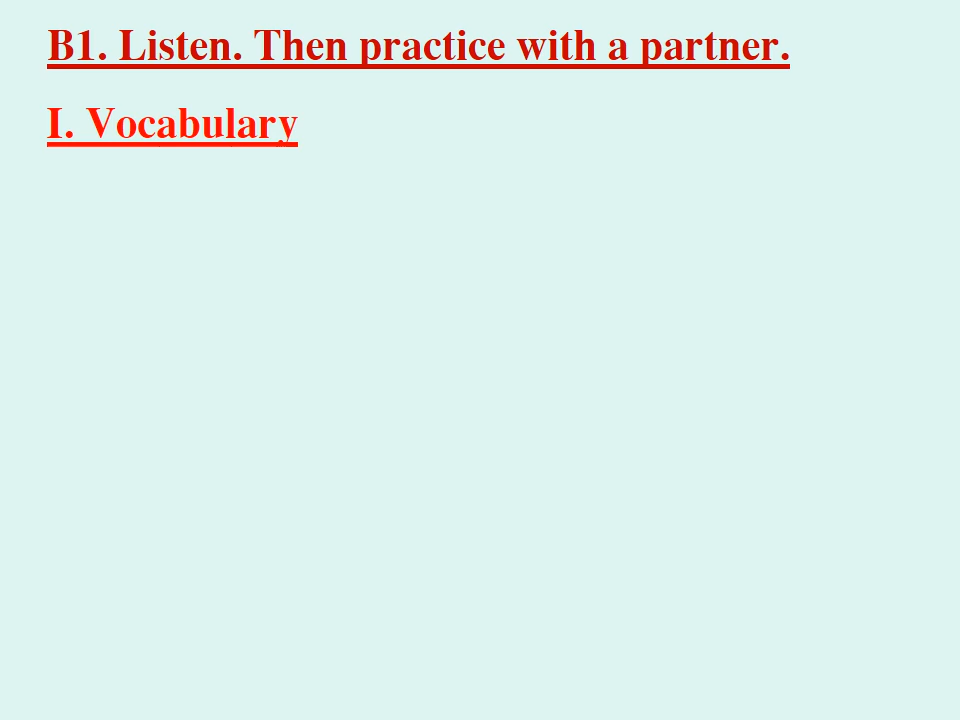 B1. Listen. Then practice with a partner.
I. Vocabulary